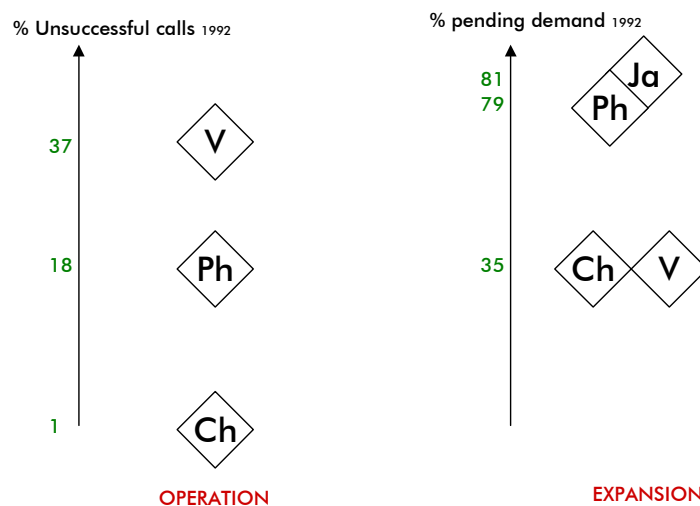 % Unsuccessful calls 1992
37
V
18
Ph
1
Ch
OPERATION
% pending demand 1992
81
Ja
79
Ph
35
Ch
V
EXPANSION